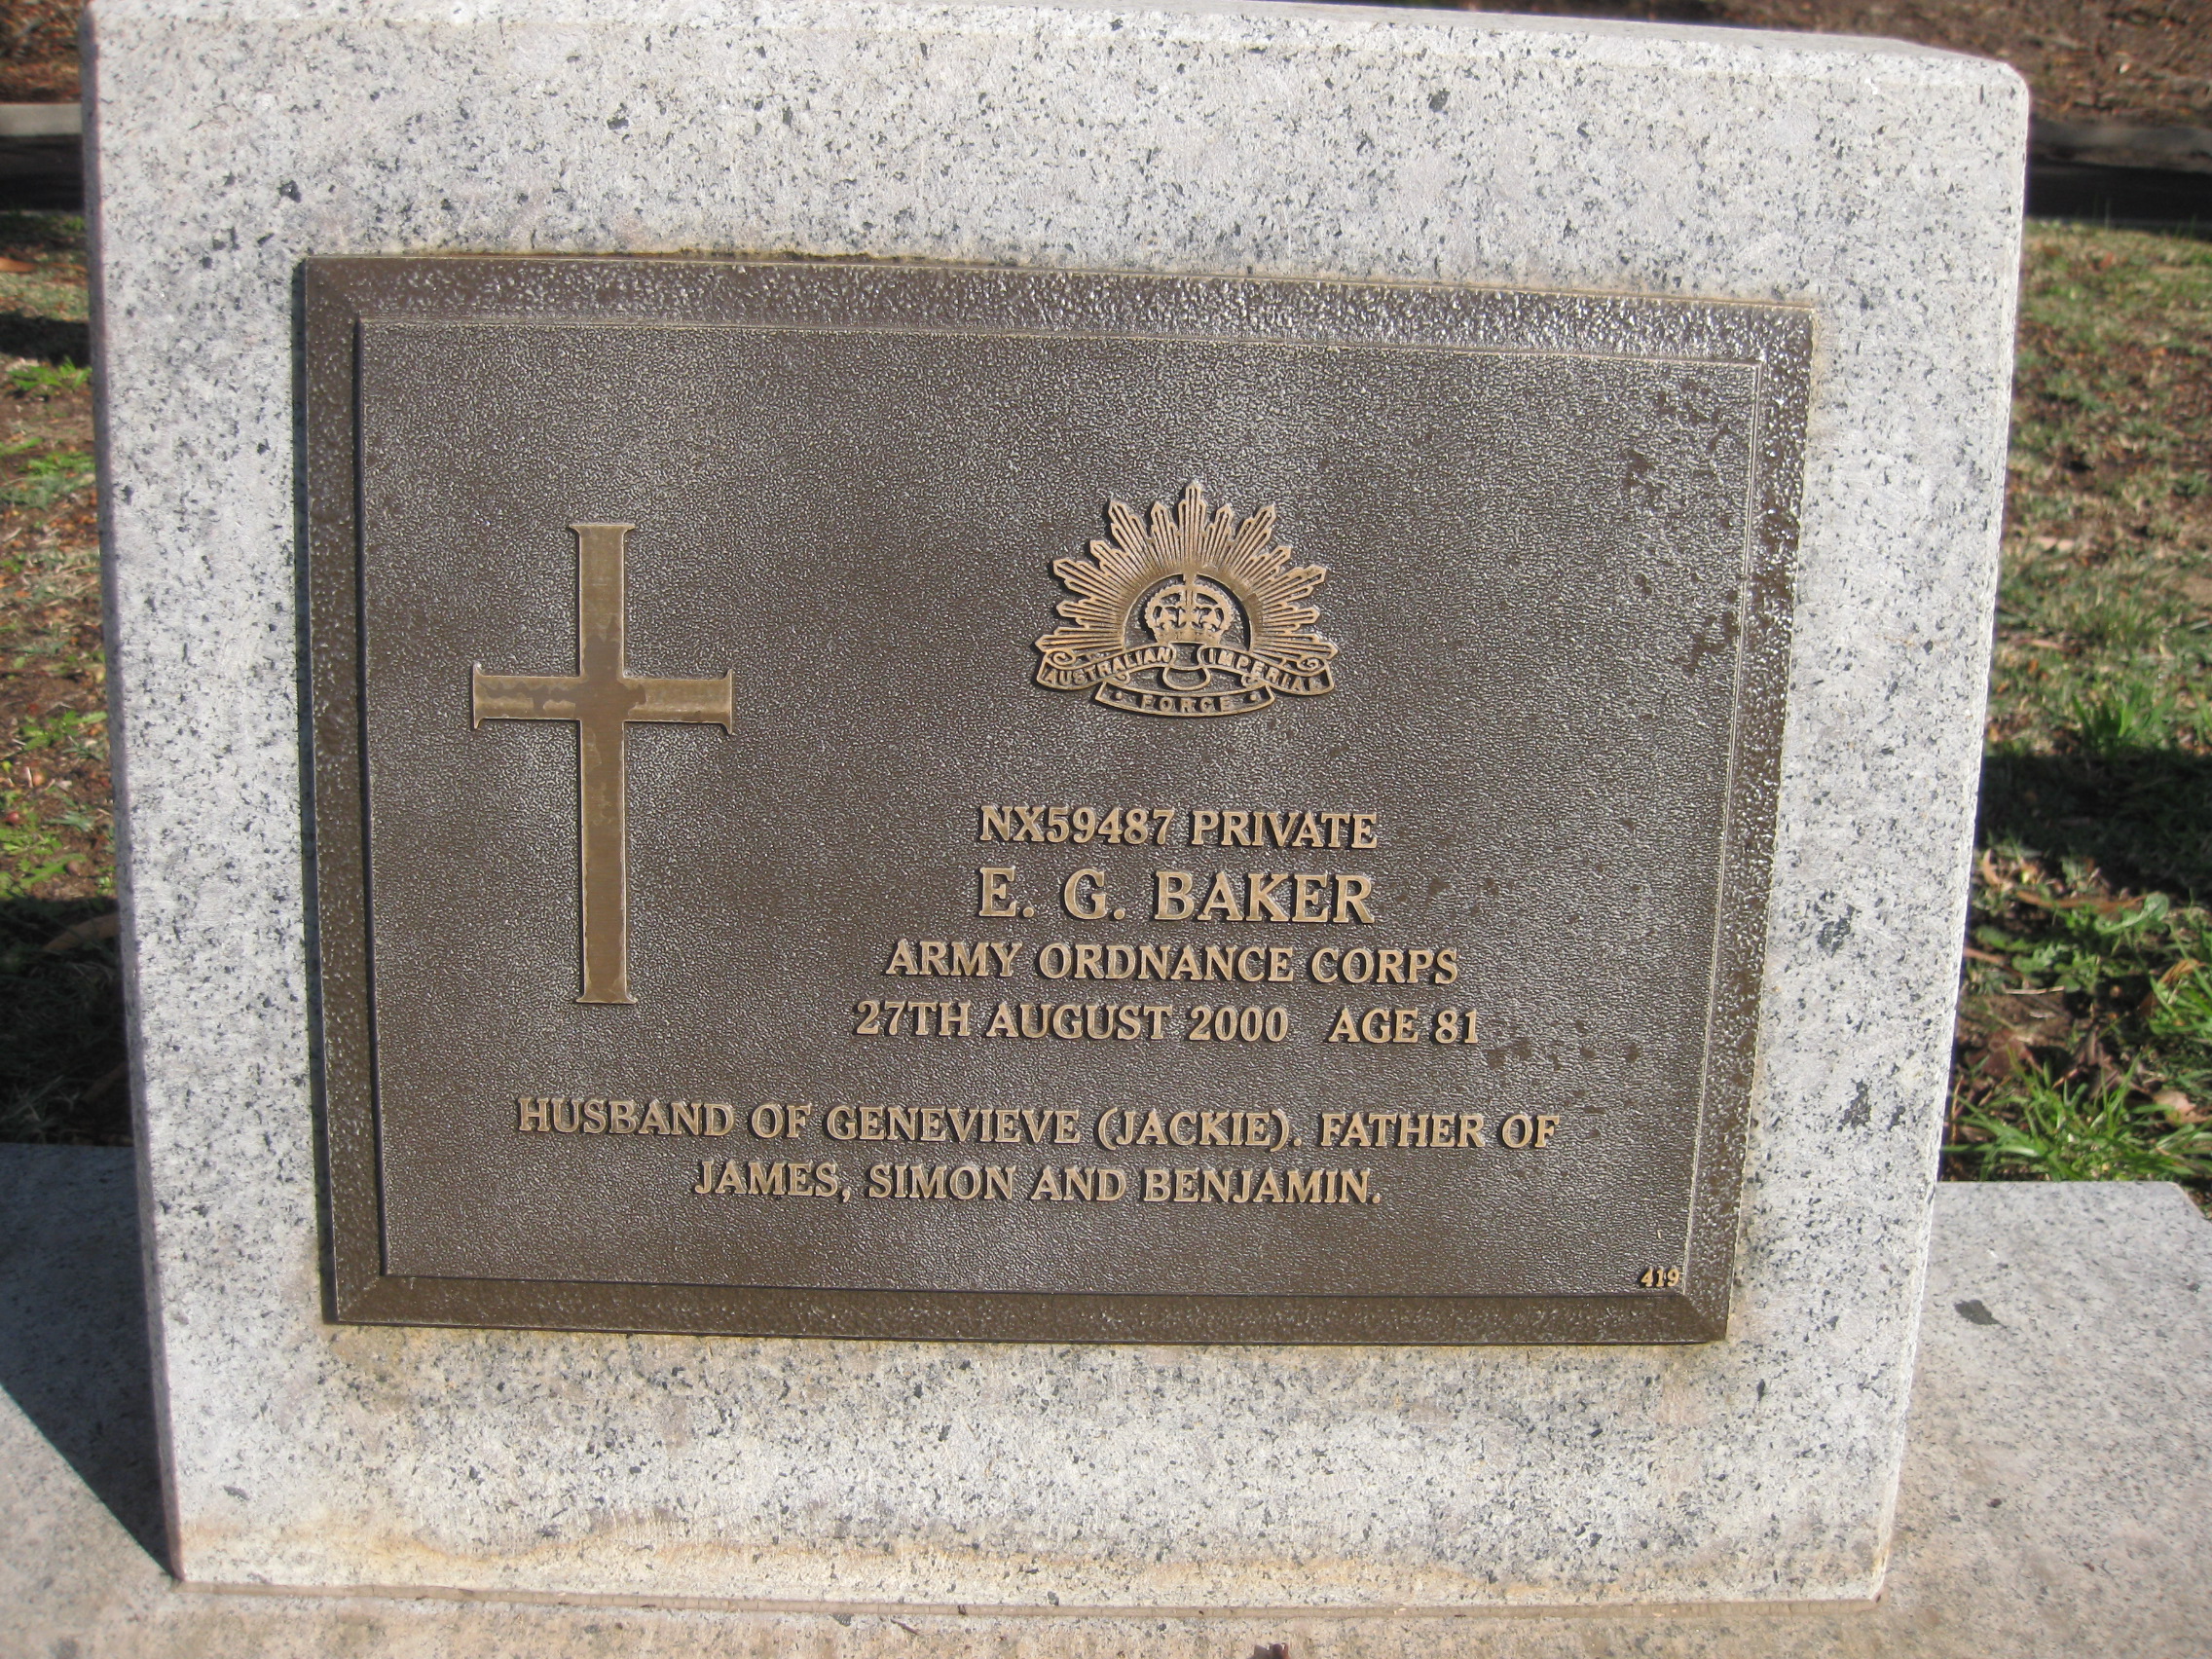 AUSTRALIAN IMPERIAL
FORCE
NX59487 PRIVATE
E. G. BAKER
ARMY ORDNANCE CORPS
27TH AUGUST 2000 AGE 81
HUSBAND OF GENEVIEVE (JACKIE). FATHER OF
JAMES, SIMON AND BENJAMIN.
419